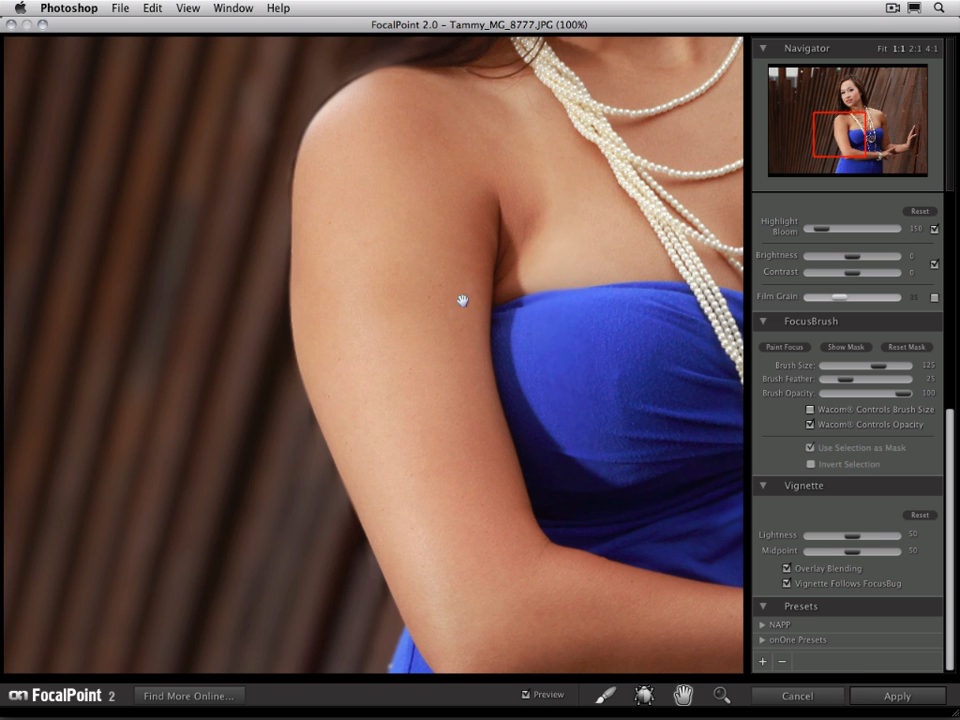 Photoshop File Edit View Window Help
FocalPoint 2.0 - Tammy_MG_8777.JPG (100%)
Navigator Fit 1:1 2:1 4:1
Reset
Highlight Bloom 150
Brightness 0
Contrast 0
Film Grain 31
FocusBrush
Paint Focus Show Mask Reset Mask
Brush Size: 125
Brush Feather: 25
Brush Opacity: 100
Wacom® Controls Brush Size
Wacom® Controls Opacity
Use Selection as Mask
Invert Selection
Vignette
Reset
Lightness 50
Midpoint 50
Overlay Blending
Vignette Follows FocusBug
Presets
NAPP
onOne Presets
+ −
on FocalPoint 2 Find More Online... Preview Cancel Apply